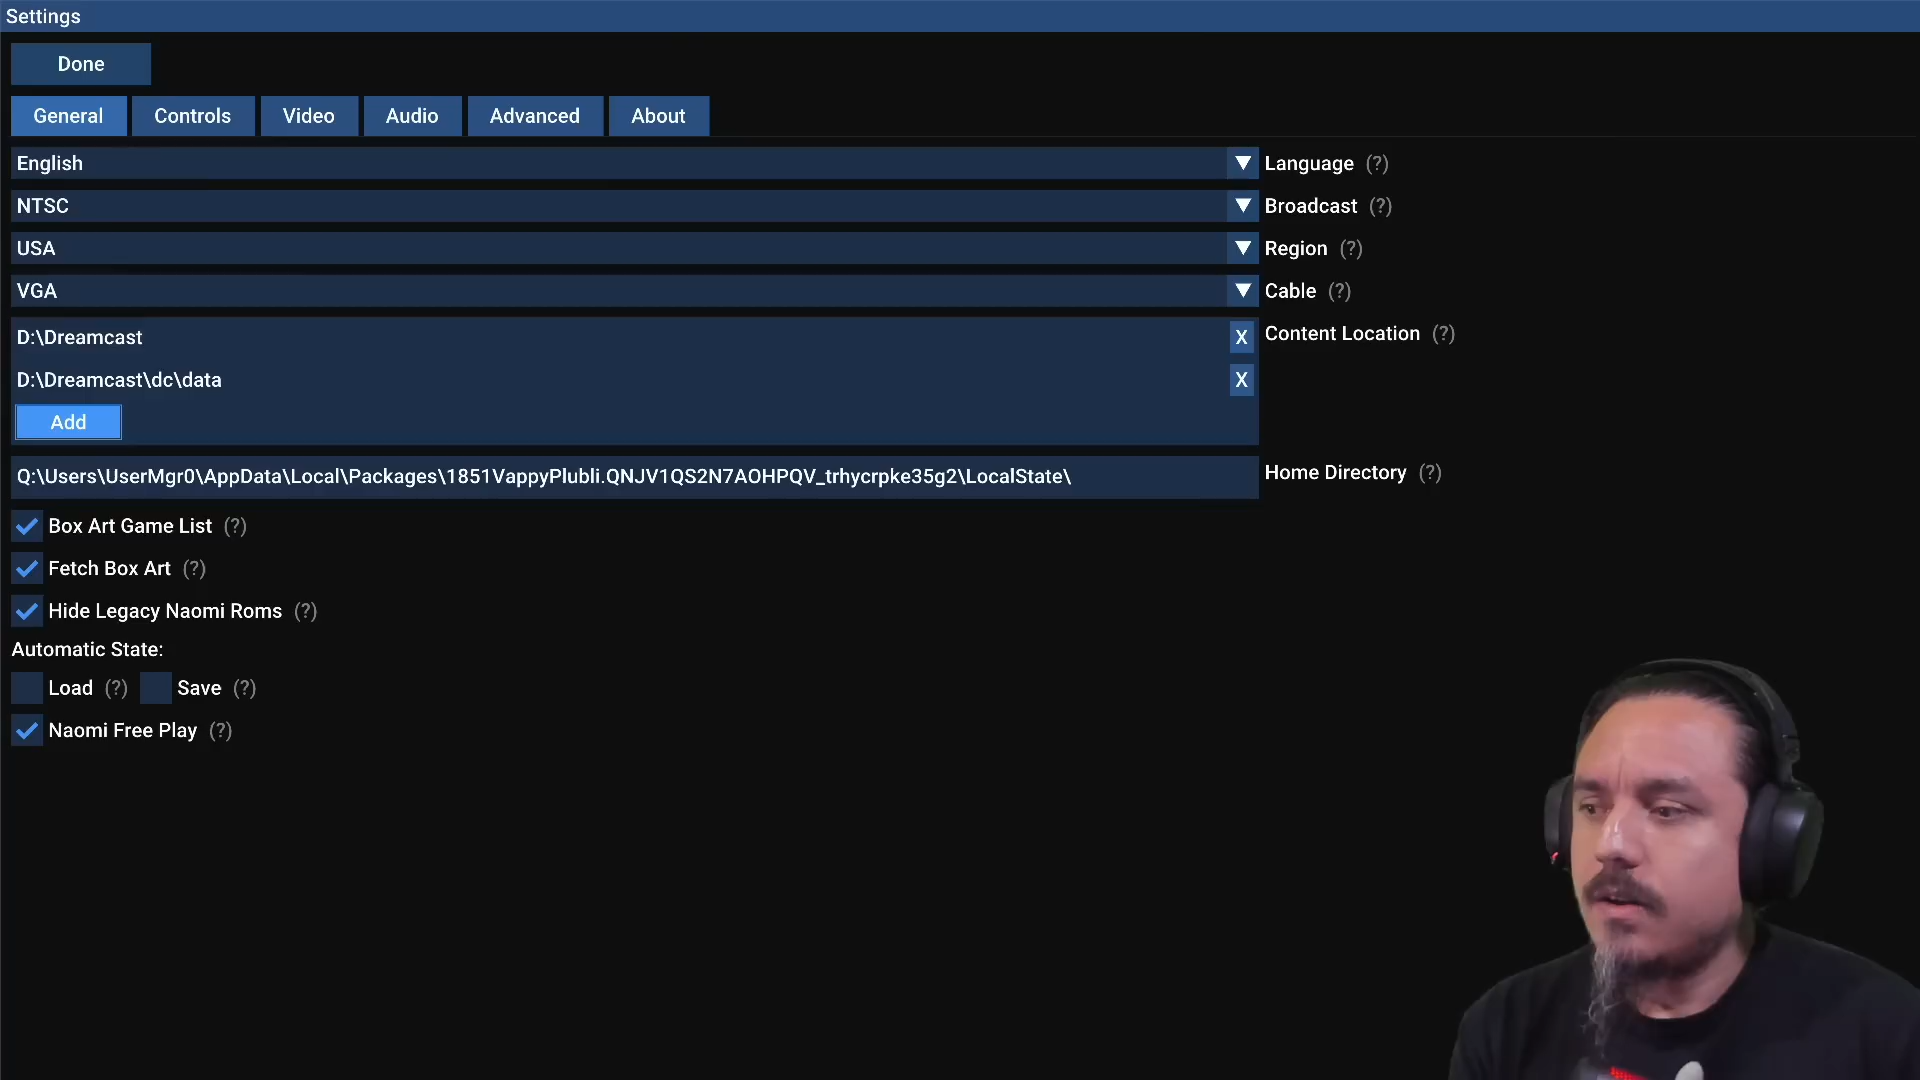 Settings
Done
General Controls Video Audio Advanced About
English Language (?)
NTSC Broadcast (?)
USA Region (?)
VGA Cable (?)
D:\Dreamcast X Content Location (?)
D:\Dreamcast\dc\data X
Add
Q:\Users\UserMgr0\AppData\Local\Packages\1851VappyPlubli.QNJV1QS2N7AOHPQV_trhycrpke35g2\LocalState\ Home Directory (?)
Box Art Game List (?)
Fetch Box Art (?)
Hide Legacy Naomi Roms (?)
Automatic State:
Load (?) Save (?)
Naomi Free Play (?)